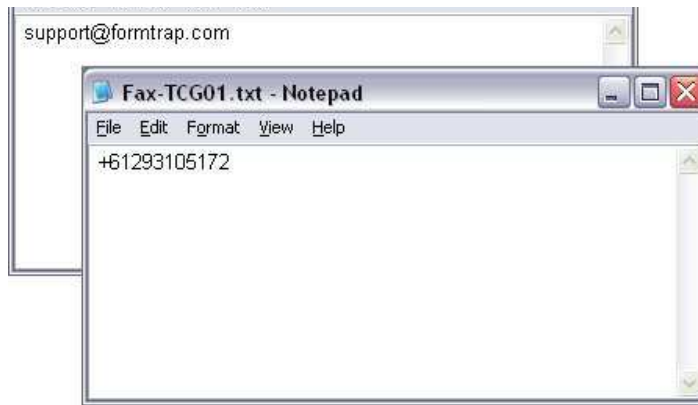 support@formtrap.com
Fax-TCG01.txt - Notepad
File Edit Format View Help
+61293105172